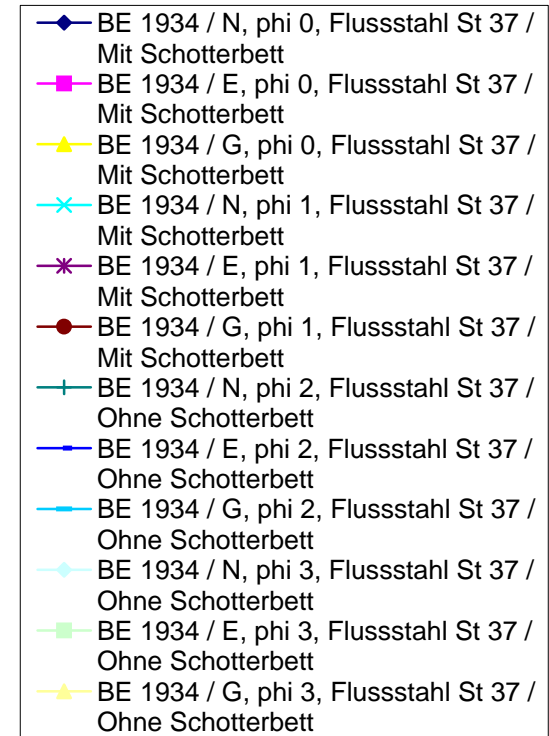 BE 1934 / N, phi 0, Flussstahl St 37 /
Mit Schotterbett
BE 1934 / E, phi 0, Flussstahl St 37 /
Mit Schotterbett
BE 1934 / G, phi 0, Flussstahl St 37 /
Mit Schotterbett
BE 1934 / N, phi 1, Flussstahl St 37 /
Mit Schotterbett
BE 1934 / E, phi 1, Flussstahl St 37 /
Mit Schotterbett
BE 1934 / G, phi 1, Flussstahl St 37 /
Mit Schotterbett
BE 1934 / N, phi 2, Flussstahl St 37 /
Ohne Schotterbett
BE 1934 / E, phi 2, Flussstahl St 37 /
Ohne Schotterbett
BE 1934 / G, phi 2, Flussstahl St 37 /
Ohne Schotterbett
BE 1934 / N, phi 3, Flussstahl St 37 /
Ohne Schotterbett
BE 1934 / E, phi 3, Flussstahl St 37 /
Ohne Schotterbett
BE 1934 / G, phi 3, Flussstahl St 37 /
Ohne Schotterbett